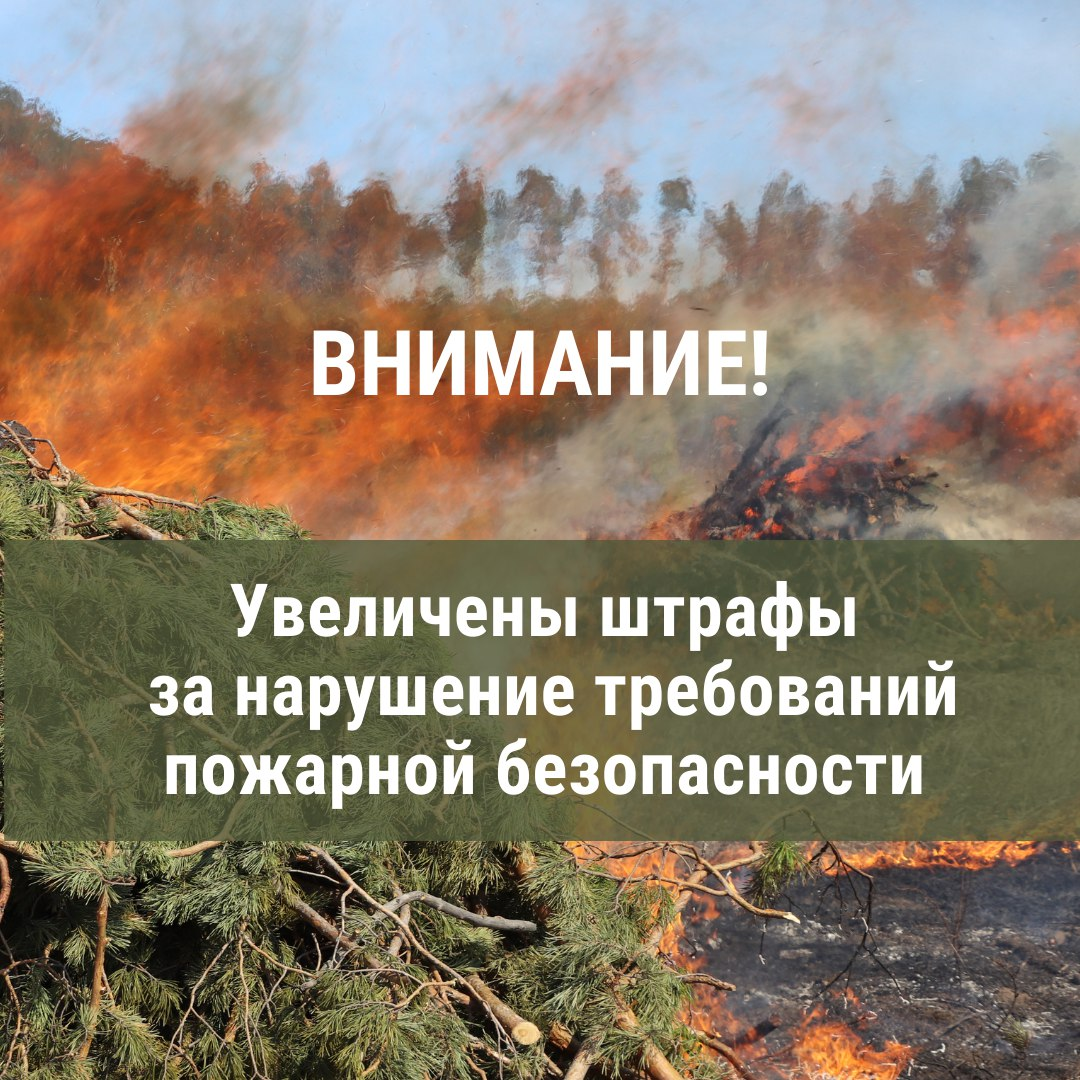 ВНИМАНИЕ!
Увеличены штрафы
за нарушение требований
пожарной безопасности